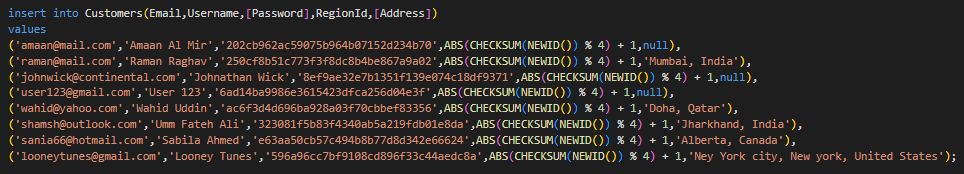 insert into Customers(Email,Username,[Password],RegionId,[Address])
values
('amaan@mail.com','Amaan Al Mir','202cb962ac59075b964b07152d234b70',ABS(CHECKSUM(NEWID()) % 4) + 1,null),
('raman@mail.com','Raman Raghav','250cf8b51c773f3f8dc8b4be867a9a02',ABS(CHECKSUM(NEWID()) % 4) + 1,'Mumbai, India'),
('johnwick@continental.com','Johnathan Wick','8ef9ae32e7b1351f139e074c18df9371',ABS(CHECKSUM(NEWID()) % 4) + 1,null),
('user123@gmail.com','User 123','6ad14ba9986e3615423dfca256d04e3f',ABS(CHECKSUM(NEWID()) % 4) + 1,null),
('wahid@yahoo.com','Wahid Uddin','ac6f3d4d696ba928a03f70cbbef83356',ABS(CHECKSUM(NEWID()) % 4) + 1,'Doha, Qatar'),
('shamsh@outlook.com','Umm Fateh Ali','323081f5b83f4340ab5a219fdb01e8da',ABS(CHECKSUM(NEWID()) % 4) + 1,'Jharkhand, India'),
('sania66@hotmail.com','Sabila Ahmed','e63aa50cb57c494b8b77d8d342e66624',ABS(CHECKSUM(NEWID()) % 4) + 1,'Alberta, Canada'),
('looneytunes@gmail.com','Looney Tunes','596a96cc7bf9108cd896f33c44aedc8a',ABS(CHECKSUM(NEWID()) % 4) + 1,'Ney York city, New york, United States');